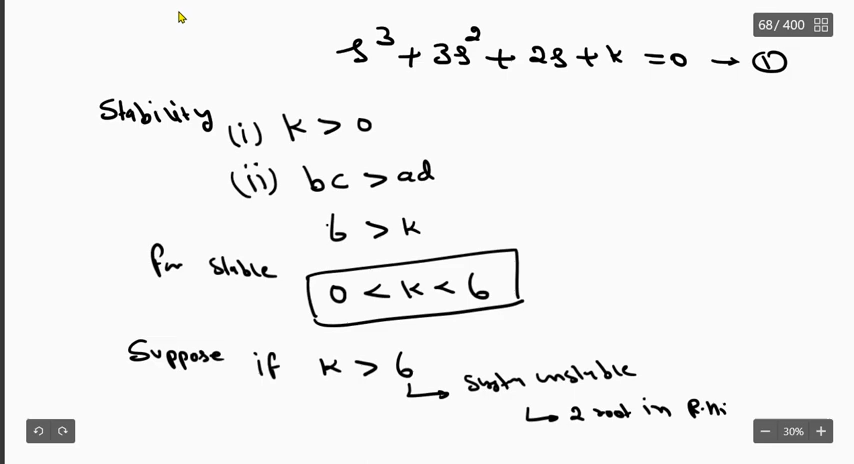 68 / 400
s³ + 3s² + 2s + k = 0 → ①
Stability (i) k > 0
(ii) bc > ad
6 > k
for stable
0 < k < 6
Suppose if k > 6
↳ System unstable
↳ 2 root in R.H
30%